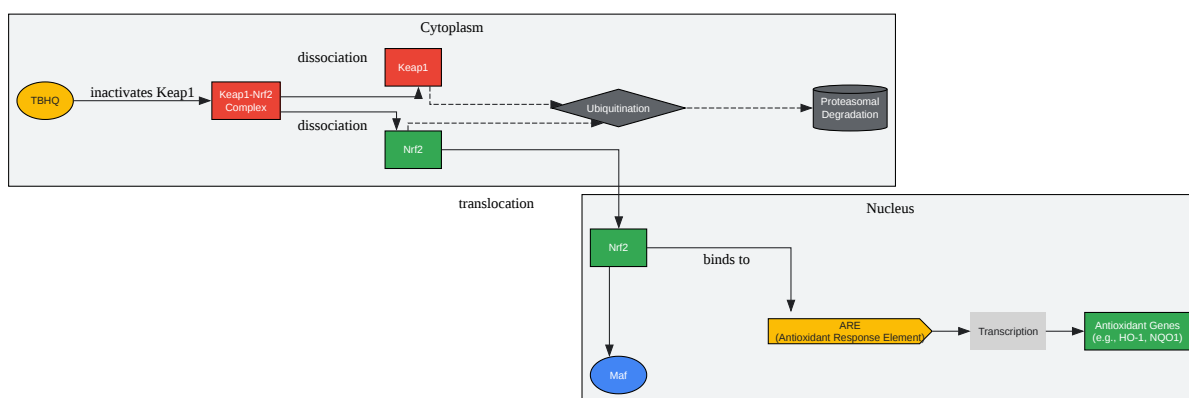 Cytoplasm
dissociation
Keap1
TBHQ
inactivates Keap1
Keap1-Nrf2
Complex
Ubiquitination
Proteasomal
Degradation
dissociation
Nrf2
translocation
Nucleus
Nrf2
binds to
ARE
(Antioxidant Response Element)
Transcription
Antioxidant Genes
(e.g., HO-1, NQO1)
Maf